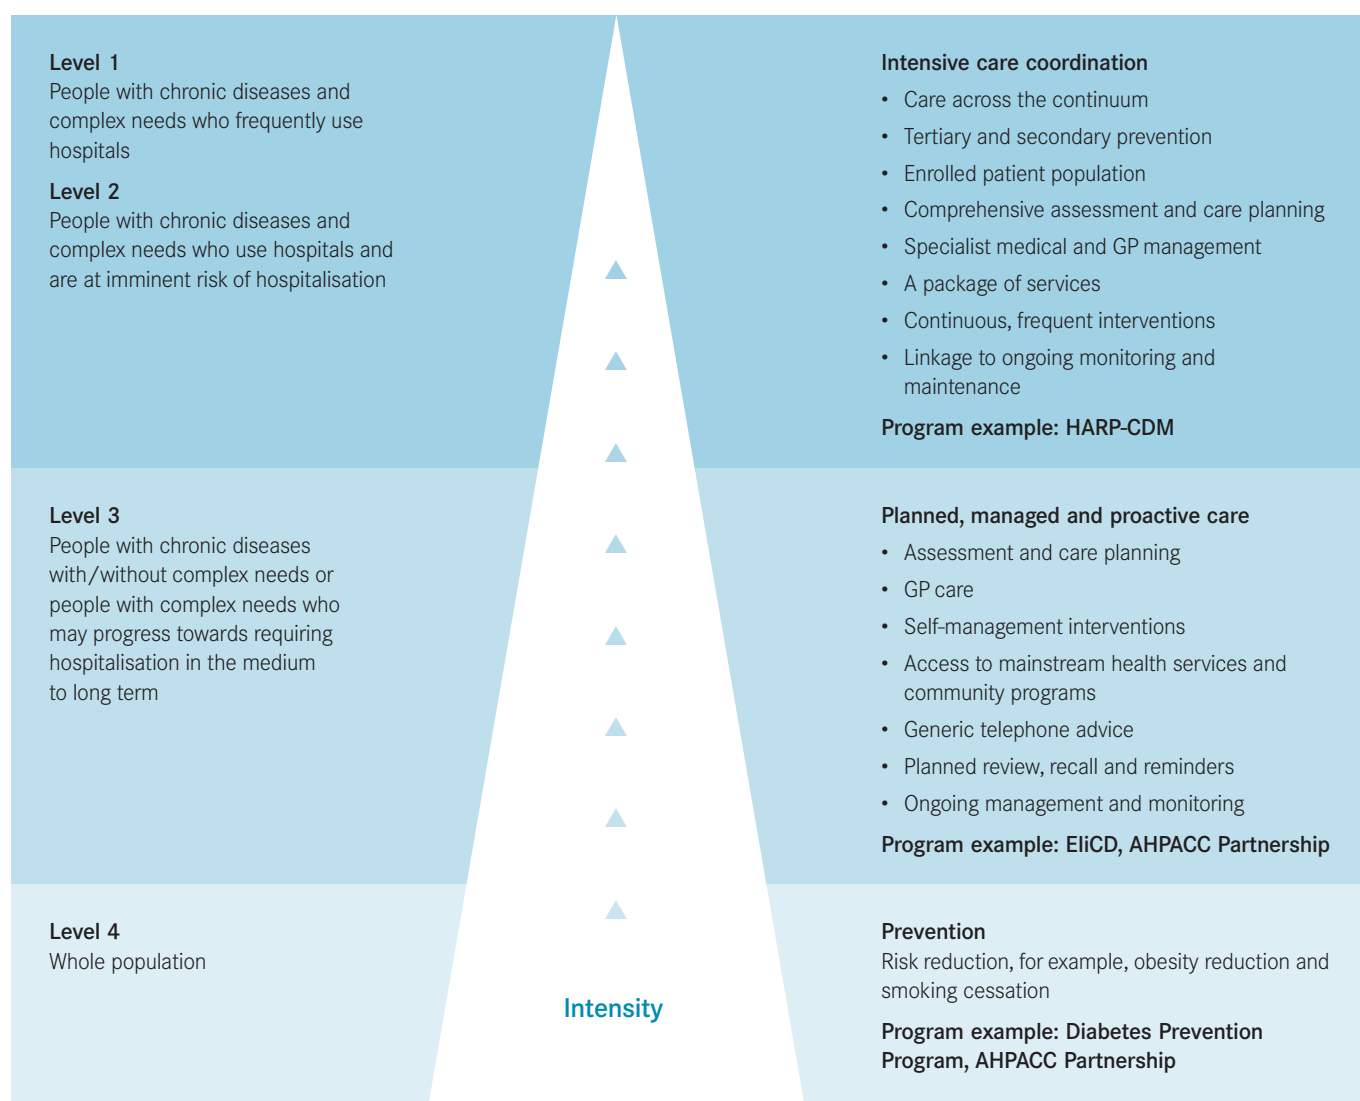 Level 1
People with chronic diseases and
complex needs who frequently use
hospitals
Level 2
People with chronic diseases and
complex needs who use hospitals and
are at imminent risk of hospitalisation
Intensive care coordination
• Care across the continuum
• Tertiary and secondary prevention
• Enrolled patient population
• Comprehensive assessment and care planning
• Specialist medical and GP management
• A package of services
• Continuous, frequent interventions
• Linkage to ongoing monitoring and
maintenance
Program example: HARP-CDM
Level 3
People with chronic diseases
with/without complex needs or
people with complex needs who
may progress towards requiring
hospitalisation in the medium
to long term
Planned, managed and proactive care
• Assessment and care planning
• GP care
• Self-management interventions
• Access to mainstream health services and
community programs
• Generic telephone advice
• Planned review, recall and reminders
• Ongoing management and monitoring
Program example: EIiCD, AHPACC Partnership
Level 4
Whole population
Intensity
Prevention
Risk reduction, for example, obesity reduction and
smoking cessation
Program example: Diabetes Prevention
Program, AHPACC Partnership